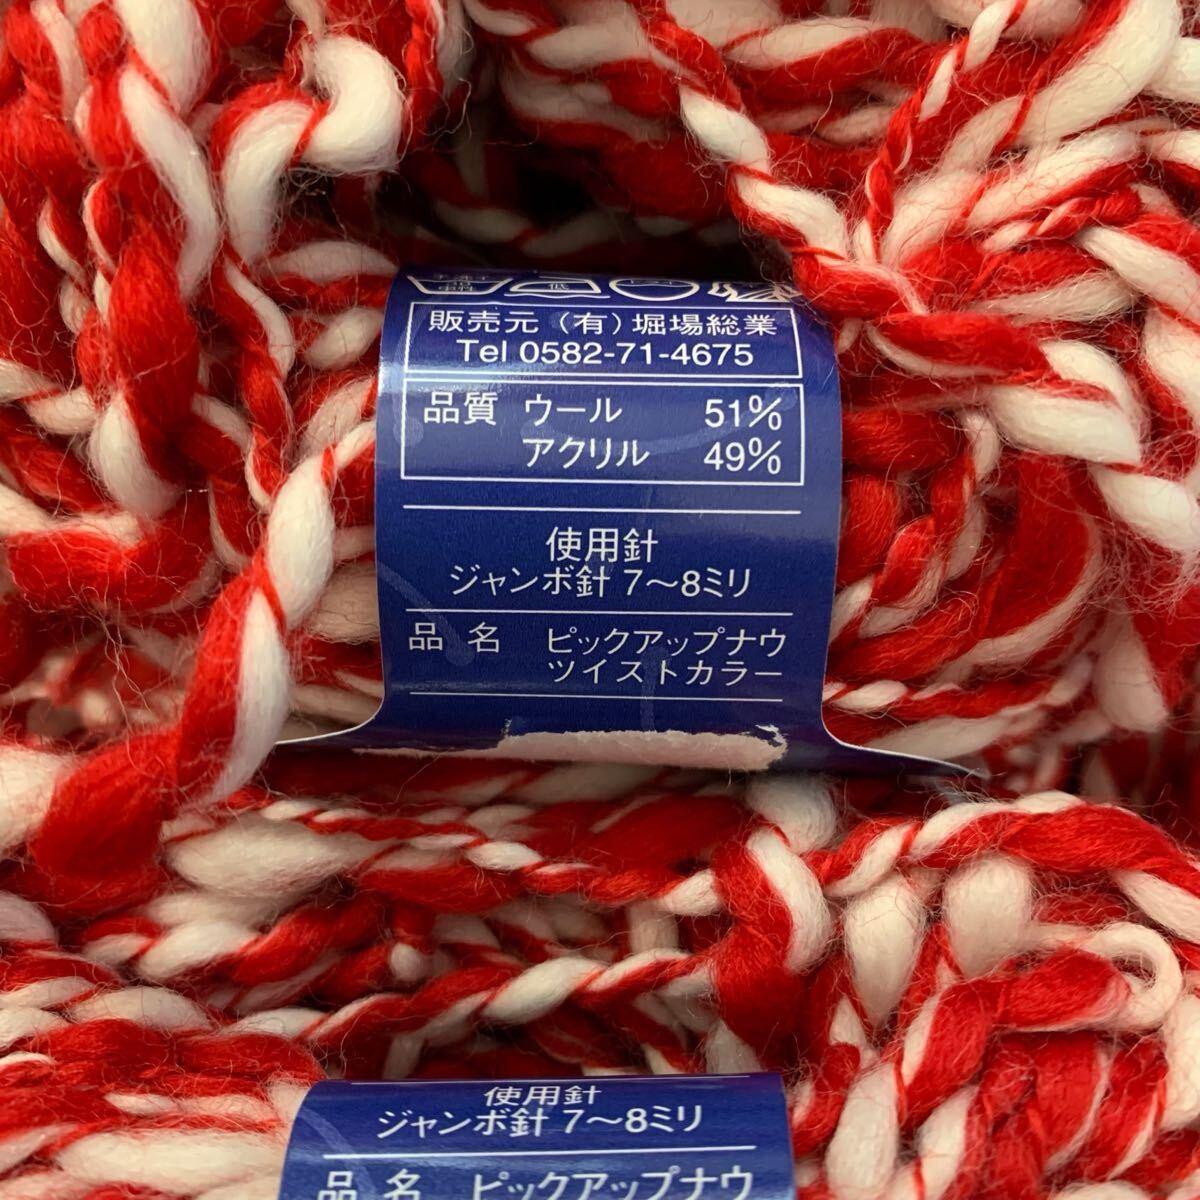 低
販売元（有）堀場総業
Tel 0582-71-4675
品質 ウール 51%
アクリル 49%
使用針
ジャンボ針 7～8ミリ
品名 ピックアップナウ
ツイストカラー
使用針
ジャンボ針 7～8ミリ
品名 ピックアップナウ